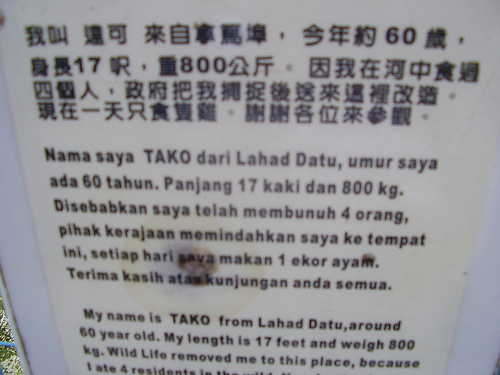 我叫 達可 來自拿篤埠，今年約 60 歲，
身長17 呎，重800公斤。因我在河中食過
四個人，政府把我捕捉後送來這裡改造。
現在一天只食隻雞。謝謝各位來參觀。
Nama saya TAKO dari Lahad Datu, umur saya
ada 60 tahun. Panjang 17 kaki dan 800 kg.
Disebabkan saya telah membunuh 4 orang,
pihak kerajaan memindahkan saya ke tempat
ini, setiap hari saya makan 1 ekor ayam.
Terima kasih atas kunjungan anda semua.
My name is TAKO from Lahad Datu,around
60 year old. My length is 17 feet and weigh 800
kg. Wild Life removed me to this place, because
I ate 4 residents in the wild.